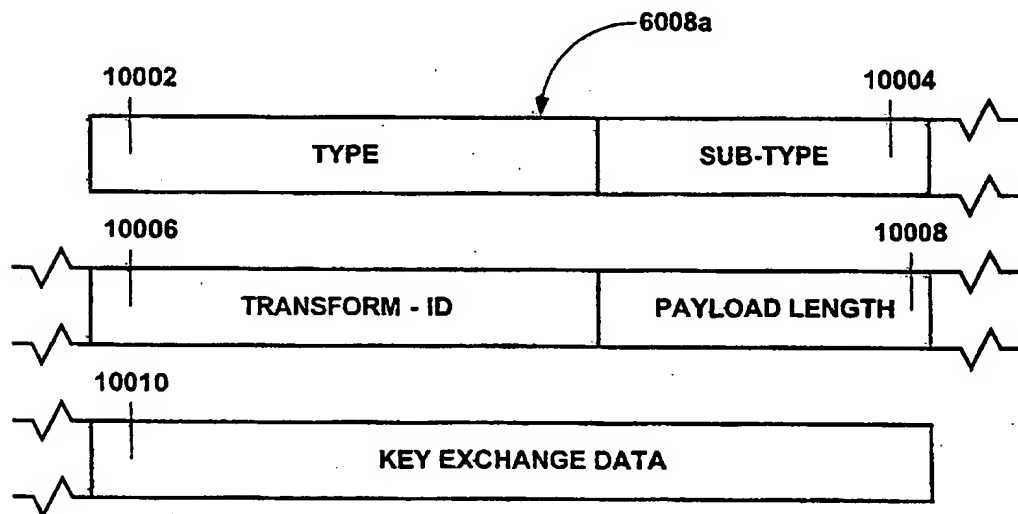 6008a
10002
10004
TYPE
SUB-TYPE
10006
10008
TRANSFORM - ID
PAYLOAD LENGTH
10010
KEY EXCHANGE DATA